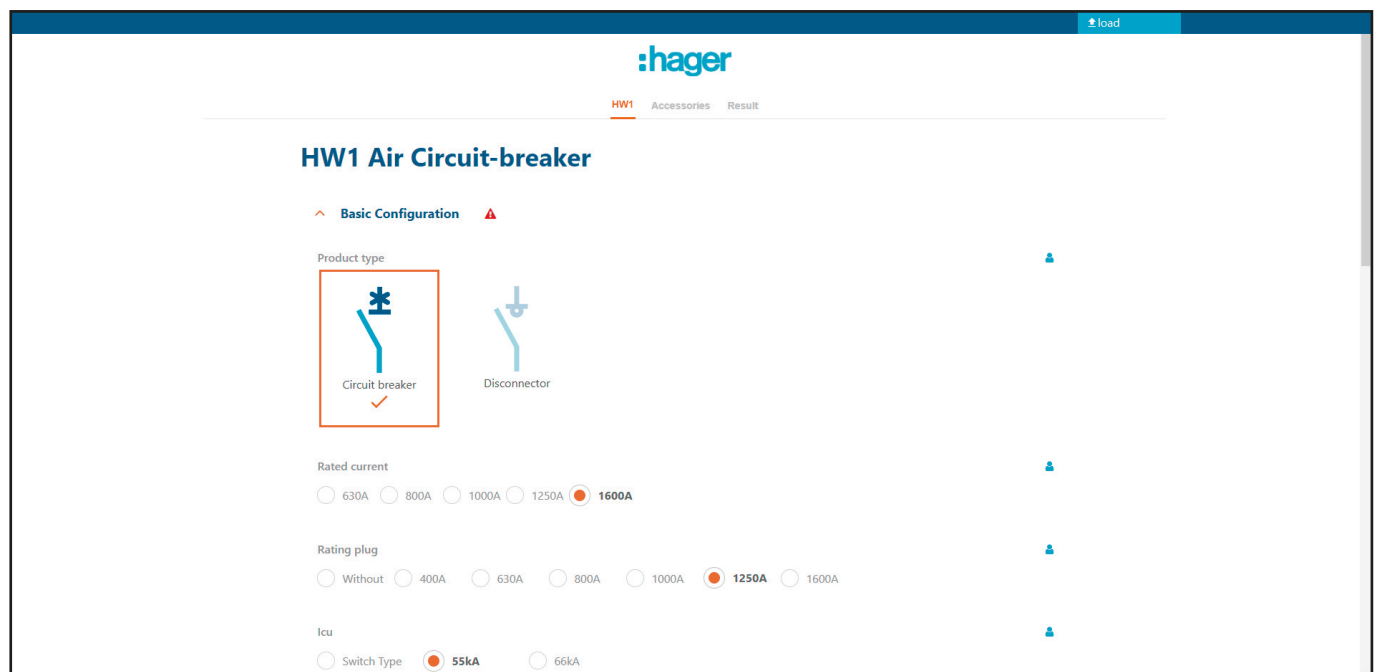 load
:hager
HW1 Accessories Result
HW1 Air Circuit-breaker
Basic Configuration
Product type
Circuit breaker
Disconnector
Rated current
630A 800A 1000A 1250A 1600A
Rating plug
Without 400A 630A 800A 1000A 1250A 1600A
Icu
Switch Type 55kA 66kA